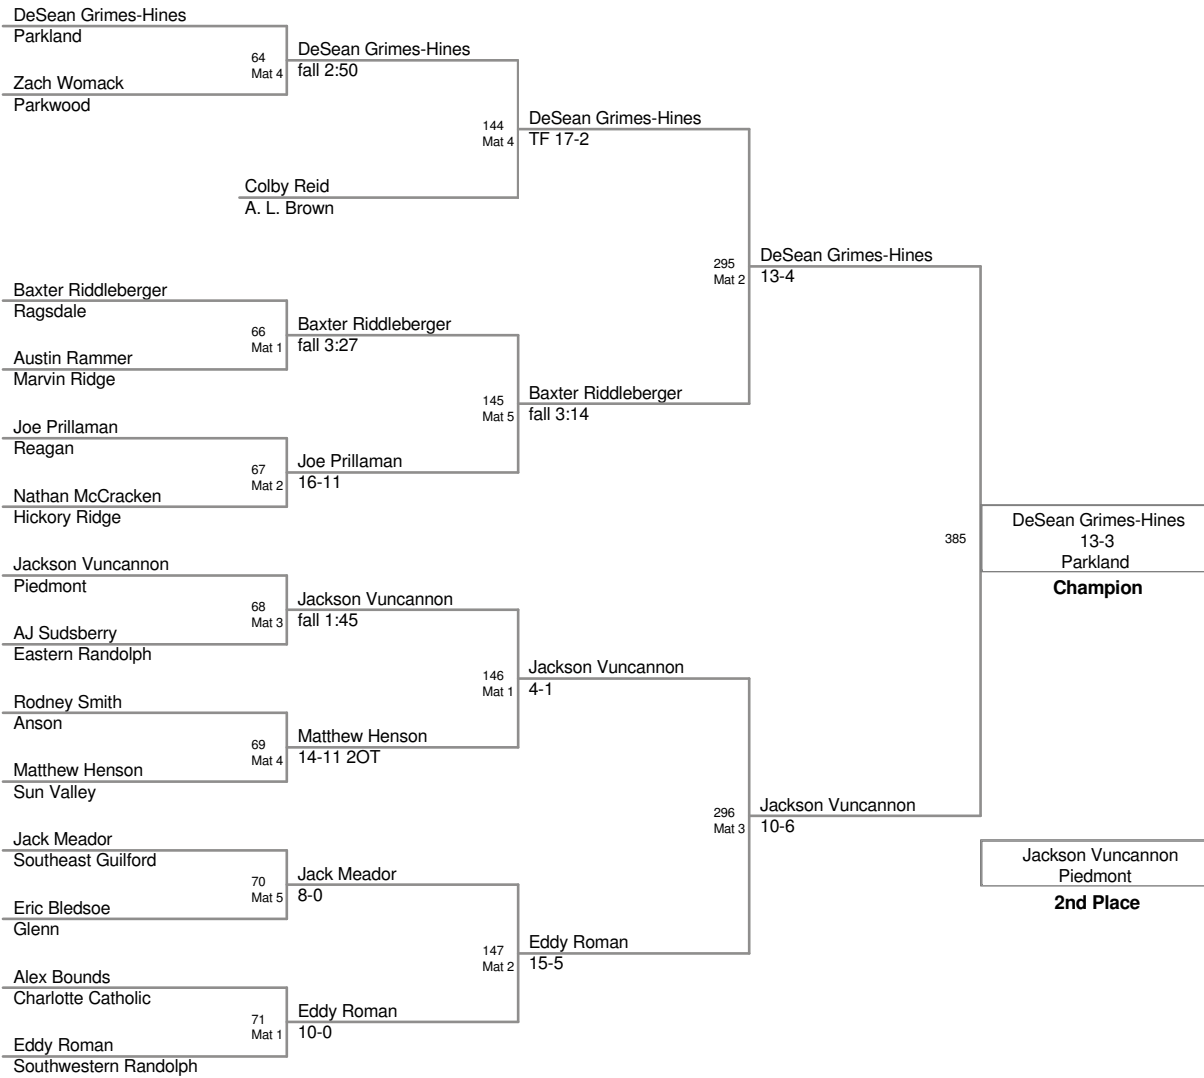 DeSean Grimes-Hines
Parkland
64
Mat 4
Zach Womack
Parkwood
DeSean Grimes-Hines
fall 2:50
144
Mat 4
Colby Reid
A. L. Brown
DeSean Grimes-Hines
TF 17-2
Baxter Riddleberger
Ragsdale
66
Mat 1
Austin Rammer
Marvin Ridge
Baxter Riddleberger
fall 3:27
145
Mat 5
Joe Prillaman
Reagan
67
Mat 2
Nathan McCracken
Hickory Ridge
Joe Prillaman
16-11
Baxter Riddleberger
fall 3:14
295
Mat 2
DeSean Grimes-Hines
13-4
Jackson Vuncannon
Piedmont
68
Mat 3
AJ Sudsberry
Eastern Randolph
Jackson Vuncannon
fall 1:45
146
Mat 1
Rodney Smith
Anson
69
Mat 4
Matthew Henson
Sun Valley
Matthew Henson
14-11 2OT
Jackson Vuncannon
4-1
Jack Meador
Southeast Guilford
70
Mat 5
Eric Bledsoe
Glenn
Jack Meador
8-0
147
Mat 2
Alex Bounds
Charlotte Catholic
71
Mat 1
Eddy Roman
Southwestern Randolph
Eddy Roman
10-0
Eddy Roman
15-5
296
Mat 3
Jackson Vuncannon
10-6
385
DeSean Grimes-Hines
13-3
Parkland
Champion
Jackson Vuncannon
Piedmont
2nd Place